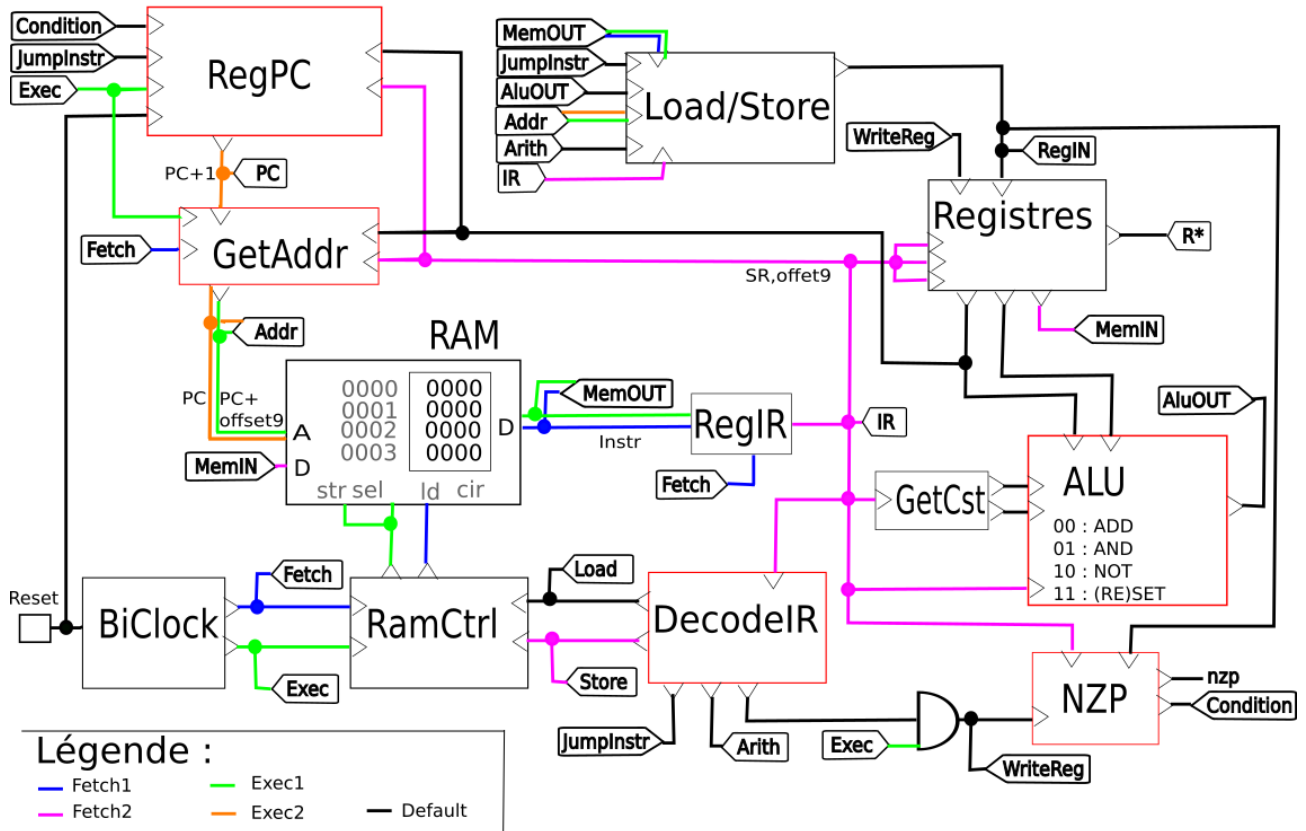 Condition
JumpInstr
Exec
RegPC
PC+1
PC
Fetch
GetAddr
Addr
MemOUT
JumpInstr
AluOUT
Addr
Arith
IR
Load/Store
WriteReg
RegIN
Registres
R*
SR,offet9
MemIN
RAM
PC
PC+
offset9
MemIN
A
D
0000
0001
0002
0003
0000
0000
0000
0000
D
str sel ld cir
MemOUT
Instr
RegIR
Fetch
IR
AluOUT
GetCst
ALU
00 : ADD
01 : AND
10 : NOT
11 : (RE)SET
Reset
BiClock
Fetch
Exec
RamCtrl
Load
Store
DecodeIR
JumpInstr
Arith
Exec
WriteReg
NZP
nzp
Condition
Légende :
Fetch1
Fetch2
Exec1
Exec2
Default